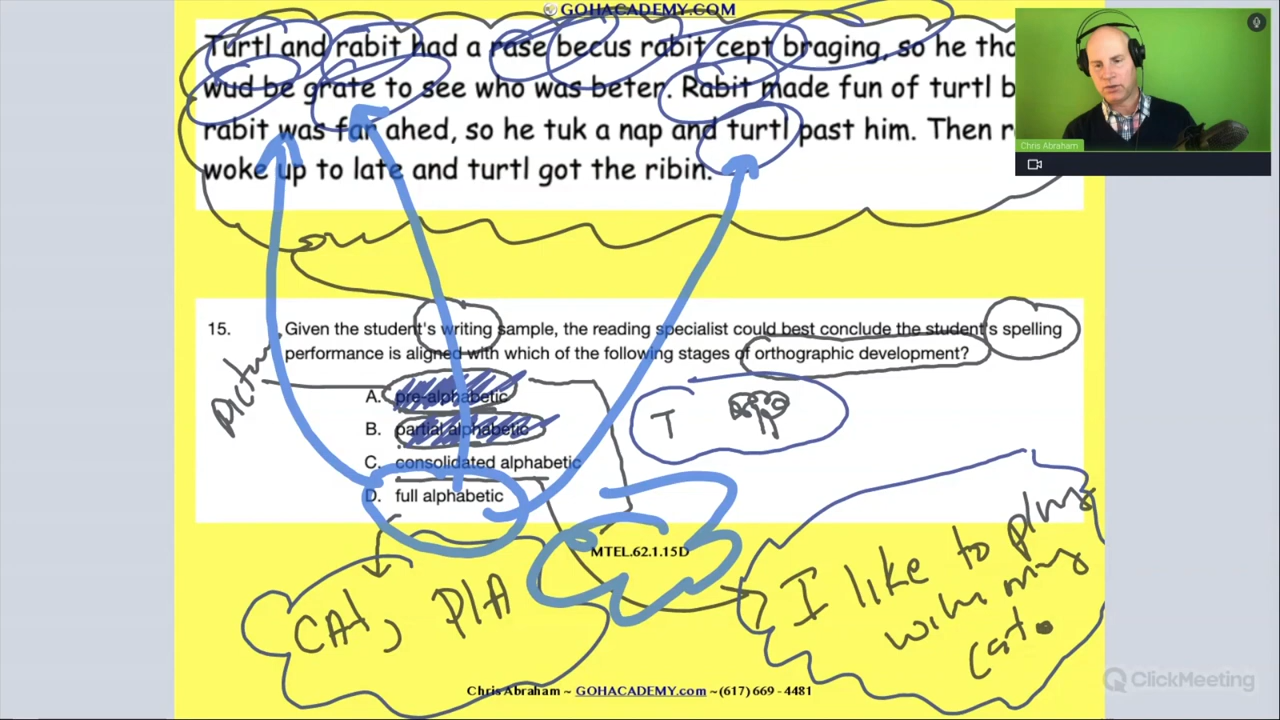 GOHACADEMY.COM
Turtl and rabit had a rase becus rabit cept braging, so he tho
wud be grate to see who was beter. Rabit made fun of turtl b
rabit was far ahed, so he tuk a nap and turtl past him. Then r
woke up to late and turtl got the ribin.
Chris Abraham
15. Given the student's writing sample, the reading specialist could best conclude the student's spelling
performance is aligned with which of the following stages of orthographic development?
Picture
A. pre-alphabetic
T
B. partial alphabetic
C. consolidated alphabetic
D. full alphabetic
MTEL.62.1.15D
CAT, PlA
I like to
my
cat.
Chris Abraham ~ GOHACADEMY.com ~(617) 669 - 4481
ClickMeeting